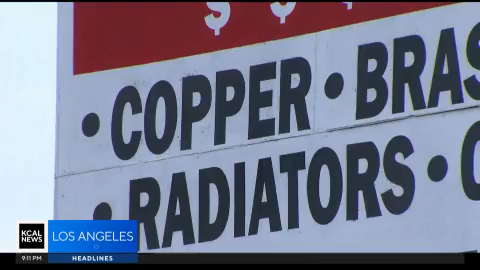 $ $ $
• COPPER • BRAS
• RADIATORS •
KCAL NEWS
LOS ANGELES
9:11 PM HEADLINES